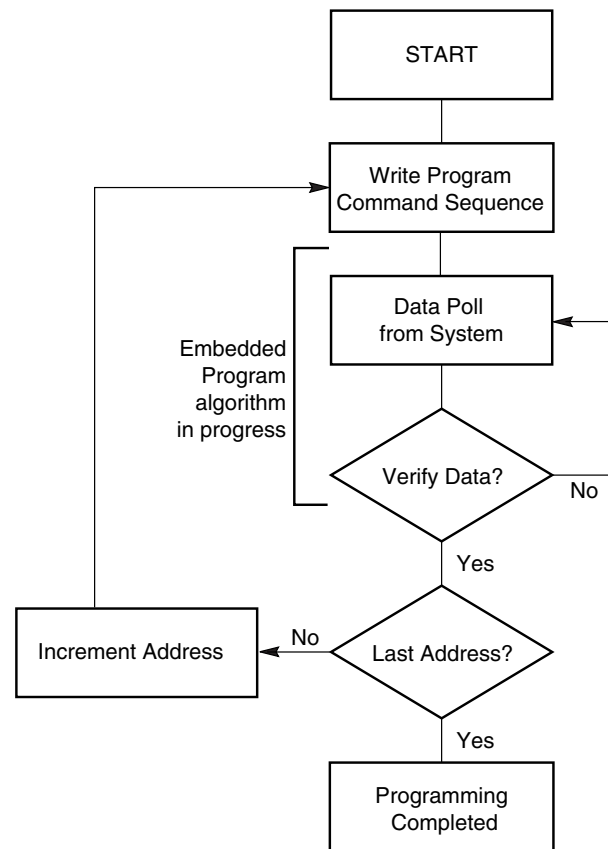 START
Write Program
Command Sequence
Data Poll
from System
Embedded
Program
algorithm
in progress
Verify Data?
No
Yes
Increment Address
No
Last Address?
Yes
Programming
Completed